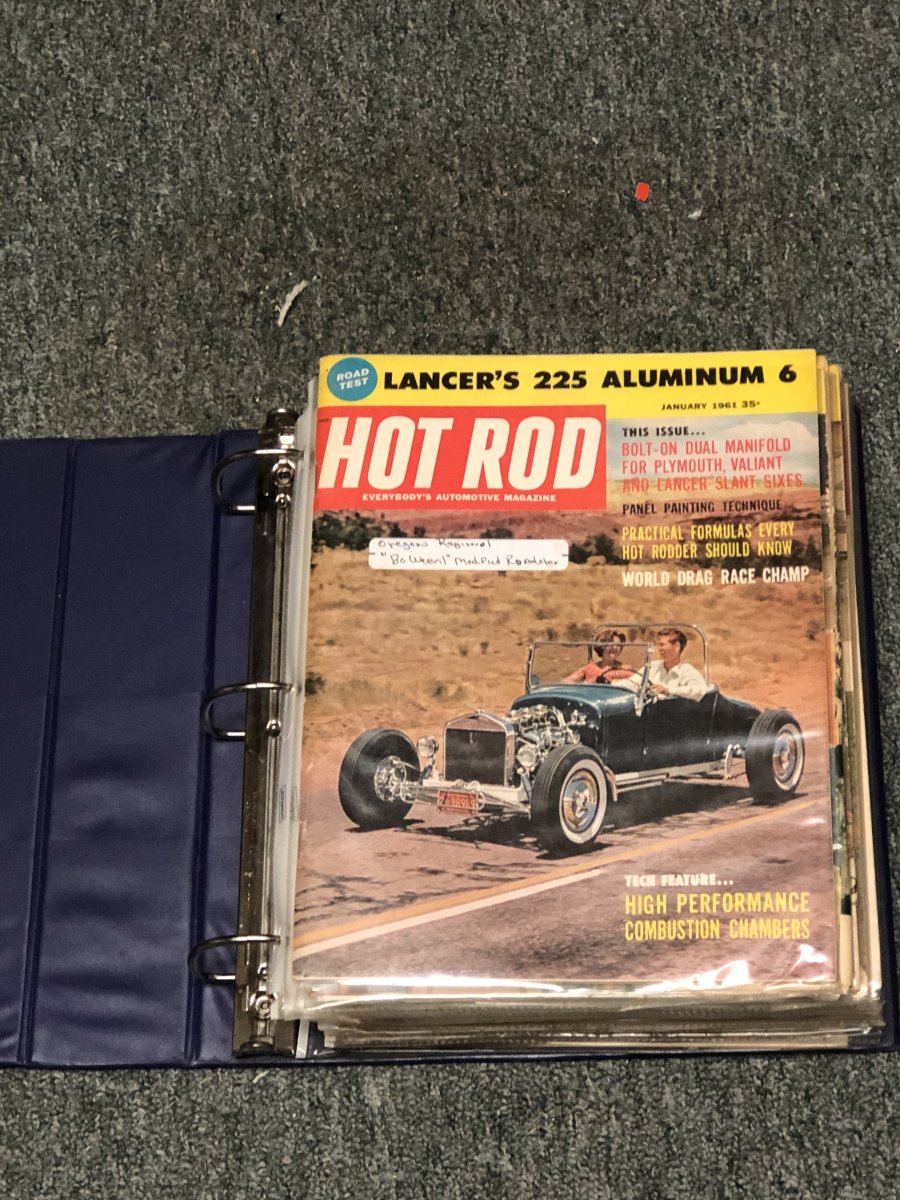 ROAD TEST
LANCER'S 225 ALUMINUM 6
JANUARY 1961 35¢
HOT ROD
EVERYBODY'S AUTOMOTIVE MAGAZINE
THIS ISSUE...
BOLT-ON DUAL MANIFOLD
FOR PLYMOUTH, VALIANT
AND LANCER SLANT SIXES
PANEL PAINTING TECHNIQUE
PRACTICAL FORMULAS EVERY
HOT RODDER SHOULD KNOW
WORLD DRAG RACE CHAMP
Oregon Regional
"Bo Weevil" Modified Roadster
TECH FEATURE...
HIGH PERFORMANCE
COMBUSTION CHAMBERS